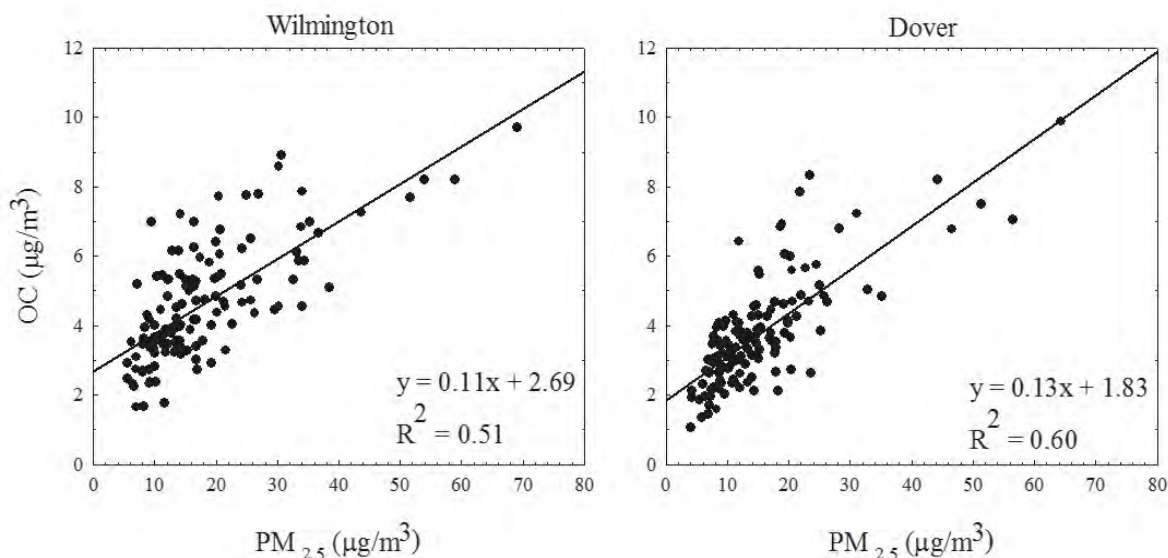 Wilmington
Dover
OC (μg/m³)
12
10
8
6
4
2
0
0 10 20 30 40 50 60 70 80
y = 0.11x + 2.69
R² = 0.51
PM 2.5 (μg/m³)
12
10
8
6
4
2
0
0 10 20 30 40 50 60 70 80
y = 0.13x + 1.83
R² = 0.60
PM 2.5 (μg/m³)